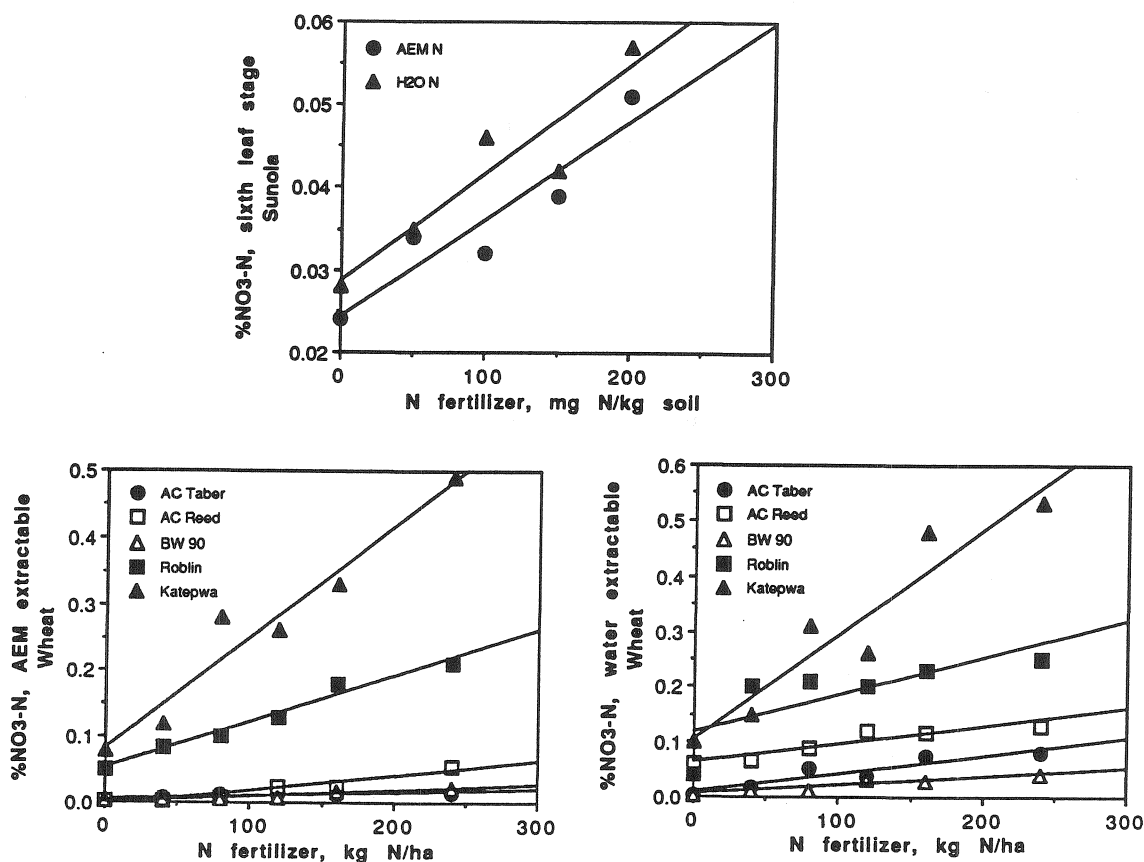 0.06
AEM N
H2O N
0.05
0.04
0.03
0.02
%NO3-N, sixth leaf stage
Sunola
0
100
200
300
N fertilizer, mg N/kg soil
0.5
0.4
0.3
0.2
0.1
0.0
AC Taber
AC Reed
BW 90
Roblin
Katepwa
%NO3-N, AEM extractable
Wheat
0
100
200
300
N fertilizer, kg N/ha
0.6
0.5
0.4
0.3
0.2
0.1
0.0
AC Taber
AC Reed
BW 90
Roblin
Katepwa
%NO3-N, water extractable
Wheat
0
100
200
300
N fertilizer, kg N/ha